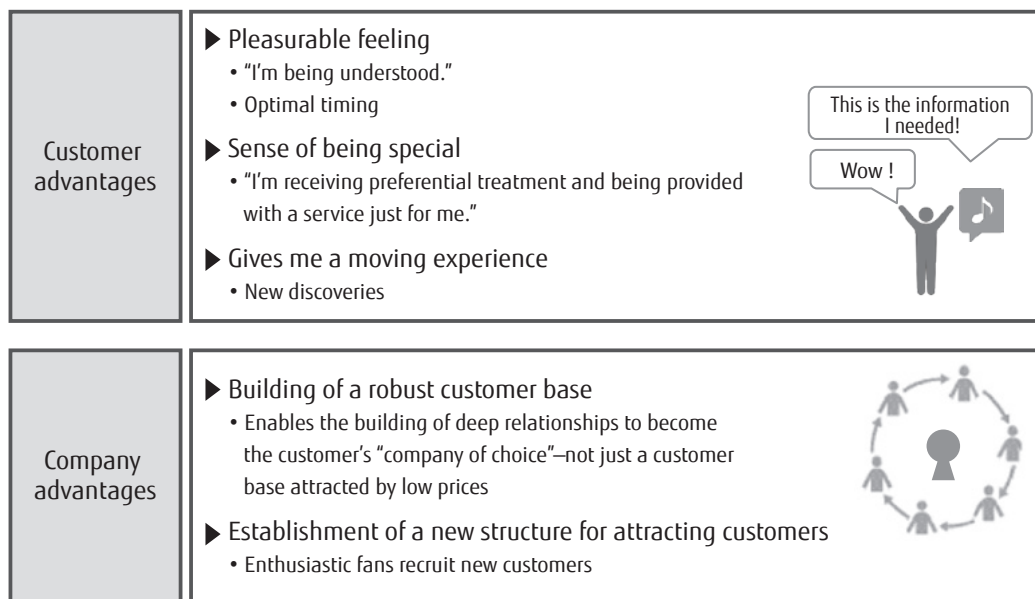 Customer
advantages
▶ Pleasurable feeling
• “I’m being understood.”
• Optimal timing
▶ Sense of being special
• “I’m receiving preferential treatment and being provided
with a service just for me.”
▶ Gives me a moving experience
• New discoveries
This is the information
I needed!
Wow !
Company
advantages
▶ Building of a robust customer base
• Enables the building of deep relationships to become
the customer’s “company of choice”—not just a customer
base attracted by low prices
▶ Establishment of a new structure for attracting customers
• Enthusiastic fans recruit new customers